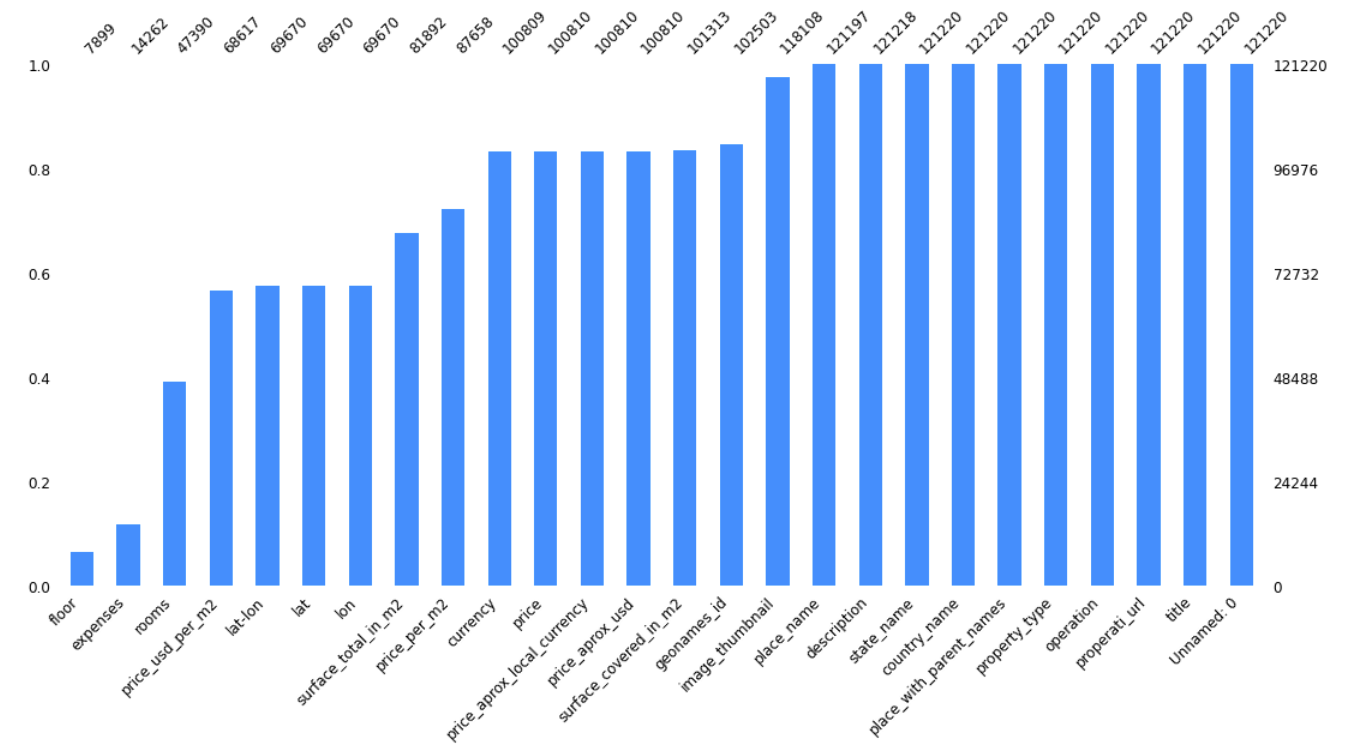 7899 14262 47390 68617 69670 69670 69670 81892 87658 100809 100810 100810 100810 101313 102503 118108 121197 121218 121220 121220 121220 121220 121220 121220 121220 121220
1.0 121220
0.8 96976
0.6 72732
0.4 48488
0.2 24244
0.0 0
floor
expenses
rooms
price_usd_per_m2
lat-lon
lat
lon
surface_total_in_m2
price_per_m2
currency
price
price_aprox_local_currency
price_aprox_usd
surface_covered_in_m2
geonames_id
image_thumbnail
place_name
description
state_name
country_name
place_with_parent_names
property_type
operation
properati_url
title
Unnamed: 0